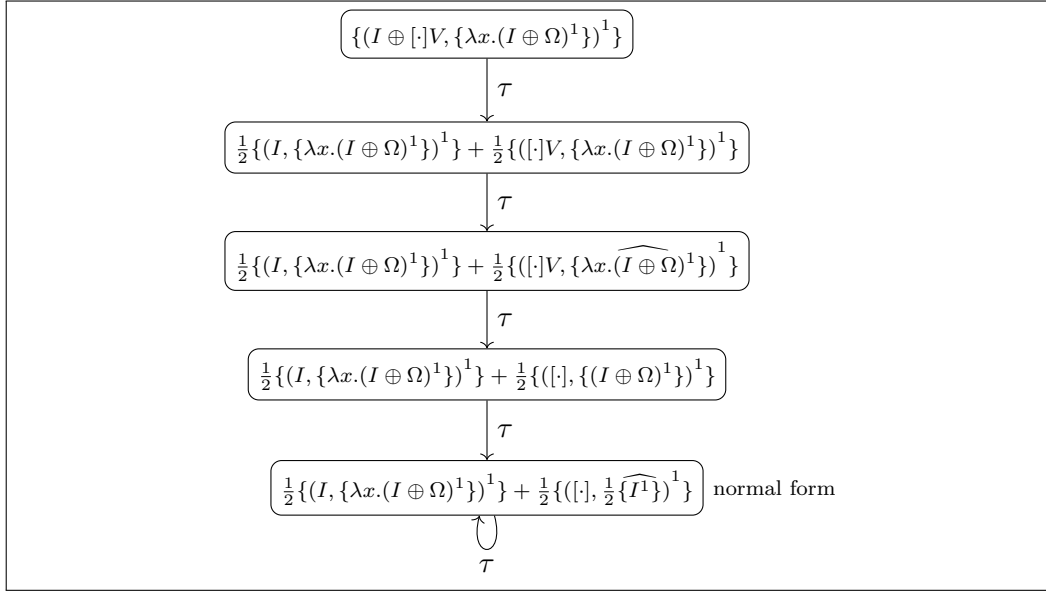 {(I ⊕ [·]V, {λx.(I ⊕ Ω)¹})¹}
τ
½{(I, {λx.(I ⊕ Ω)¹})¹} + ½{([·]V, {λx.(I ⊕ Ω)¹})¹}
τ
½{(I, {λx.(I ⊕ Ω)¹})¹} + ½{([·]V, {λx.\widehat{(I ⊕ Ω)}¹})¹}
τ
½{(I, {λx.(I ⊕ Ω)¹})¹} + ½{([·], {(I ⊕ Ω)¹})¹}
τ
½{(I, {λx.(I ⊕ Ω)¹})¹} + ½{([·], ½\widehat{{I¹}})¹} normal form
τ